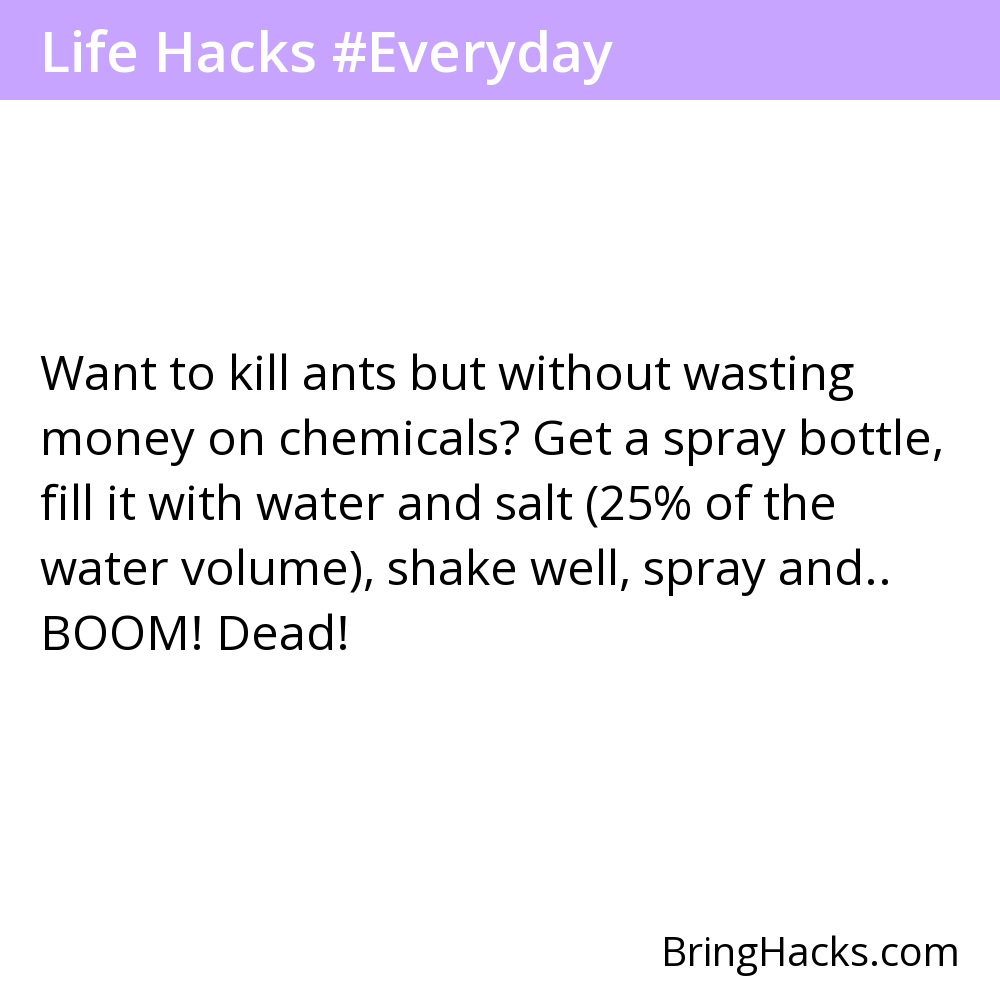 Life Hacks #Everyday
Want to kill ants but without wasting
money on chemicals? Get a spray bottle,
fill it with water and salt (25% of the
water volume), shake well, spray and..
BOOM! Dead!
BringHacks.com